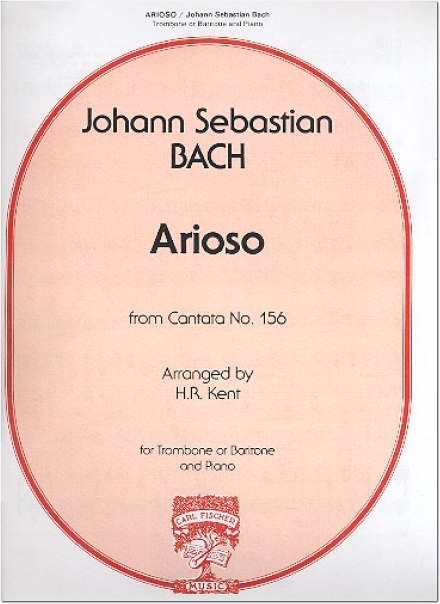 ARIOSO / Johann Sebastian Bach
Trombone or Baritone and Piano
Johann Sebastian
BACH
Arioso
from Cantata No. 156
Arranged by
H.R. Kent
for Trombone or Baritone
and Piano
CARL FISCHER
MUSIC